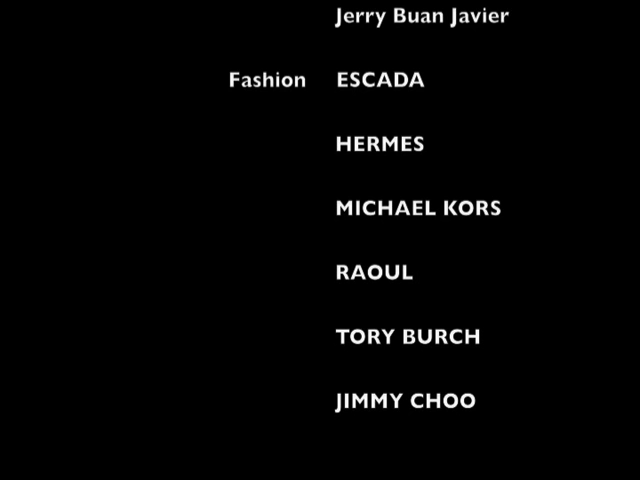 Jerry Buan Javier
Fashion ESCADA
HERMES
MICHAEL KORS
RAOUL
TORY BURCH
JIMMY CHOO